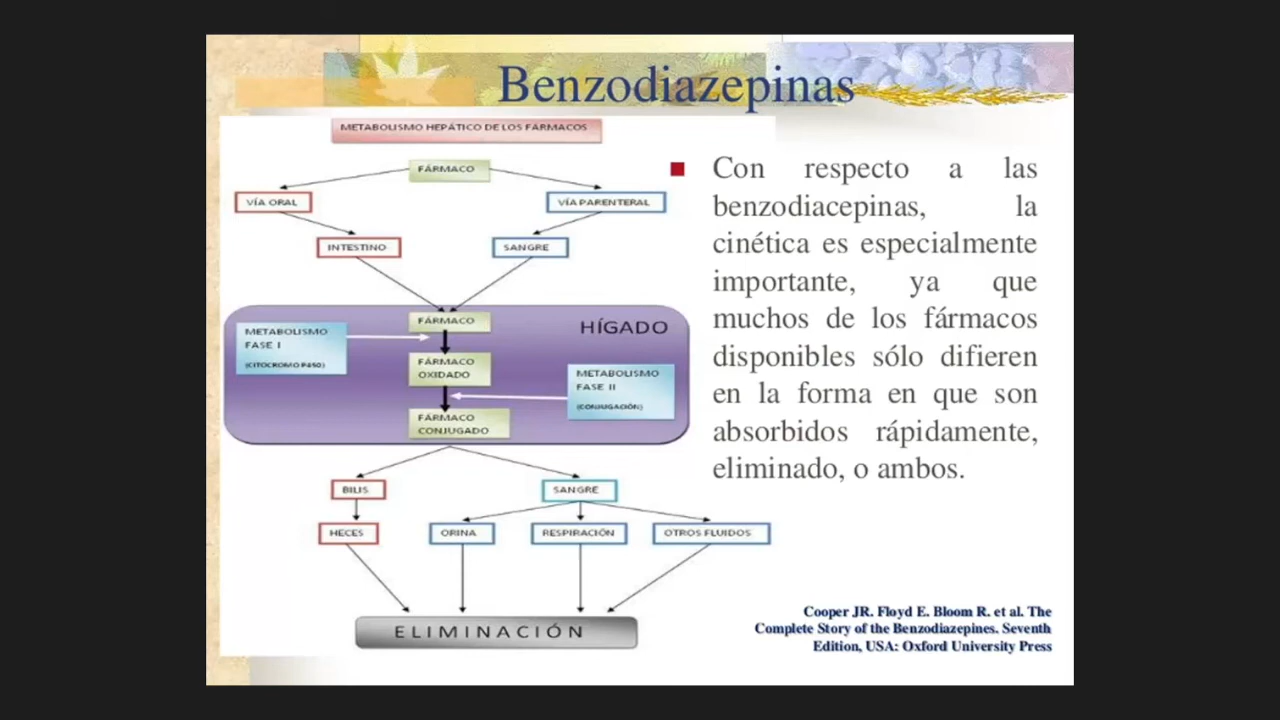 Benzodiazepinas
METABOLISMO HEPÁTICO DE LOS FÁRMACOS
FÁRMACO
VÍA ORAL
VÍA PARENTERAL
INTESTINO
SANGRE
FÁRMACO
HÍGADO
METABOLISMO
FASE I
(CITOCROMO P450)
FÁRMACO
OXIDADO
METABOLISMO
FASE II
(CONJUGACIÓN)
FÁRMACO
CONJUGADO
BILIS
SANGRE
HECES
ORINA
RESPIRACIÓN
OTROS FLUIDOS
ELIMINACIÓN
Con respecto a las
benzodiacepinas, la
cinética es especialmente
importante, ya que
muchos de los fármacos
disponibles sólo difieren
en la forma en que son
absorbidos rápidamente,
eliminado, o ambos.
Cooper JR. Floyd E. Bloom R. et al. The
Complete Story of the Benzodiazepines. Seventh
Edition, USA: Oxford University Press